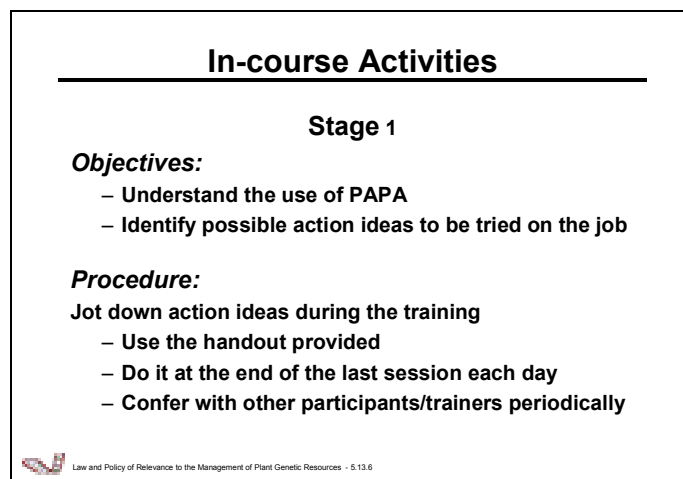 In-course Activities
Stage 1
Objectives:
– Understand the use of PAPA
– Identify possible action ideas to be tried on the job
Procedure:
Jot down action ideas during the training
– Use the handout provided
– Do it at the end of the last session each day
– Confer with other participants/trainers periodically
Law and Policy of Relevance to the Management of Plant Genetic Resources - 5.13.6